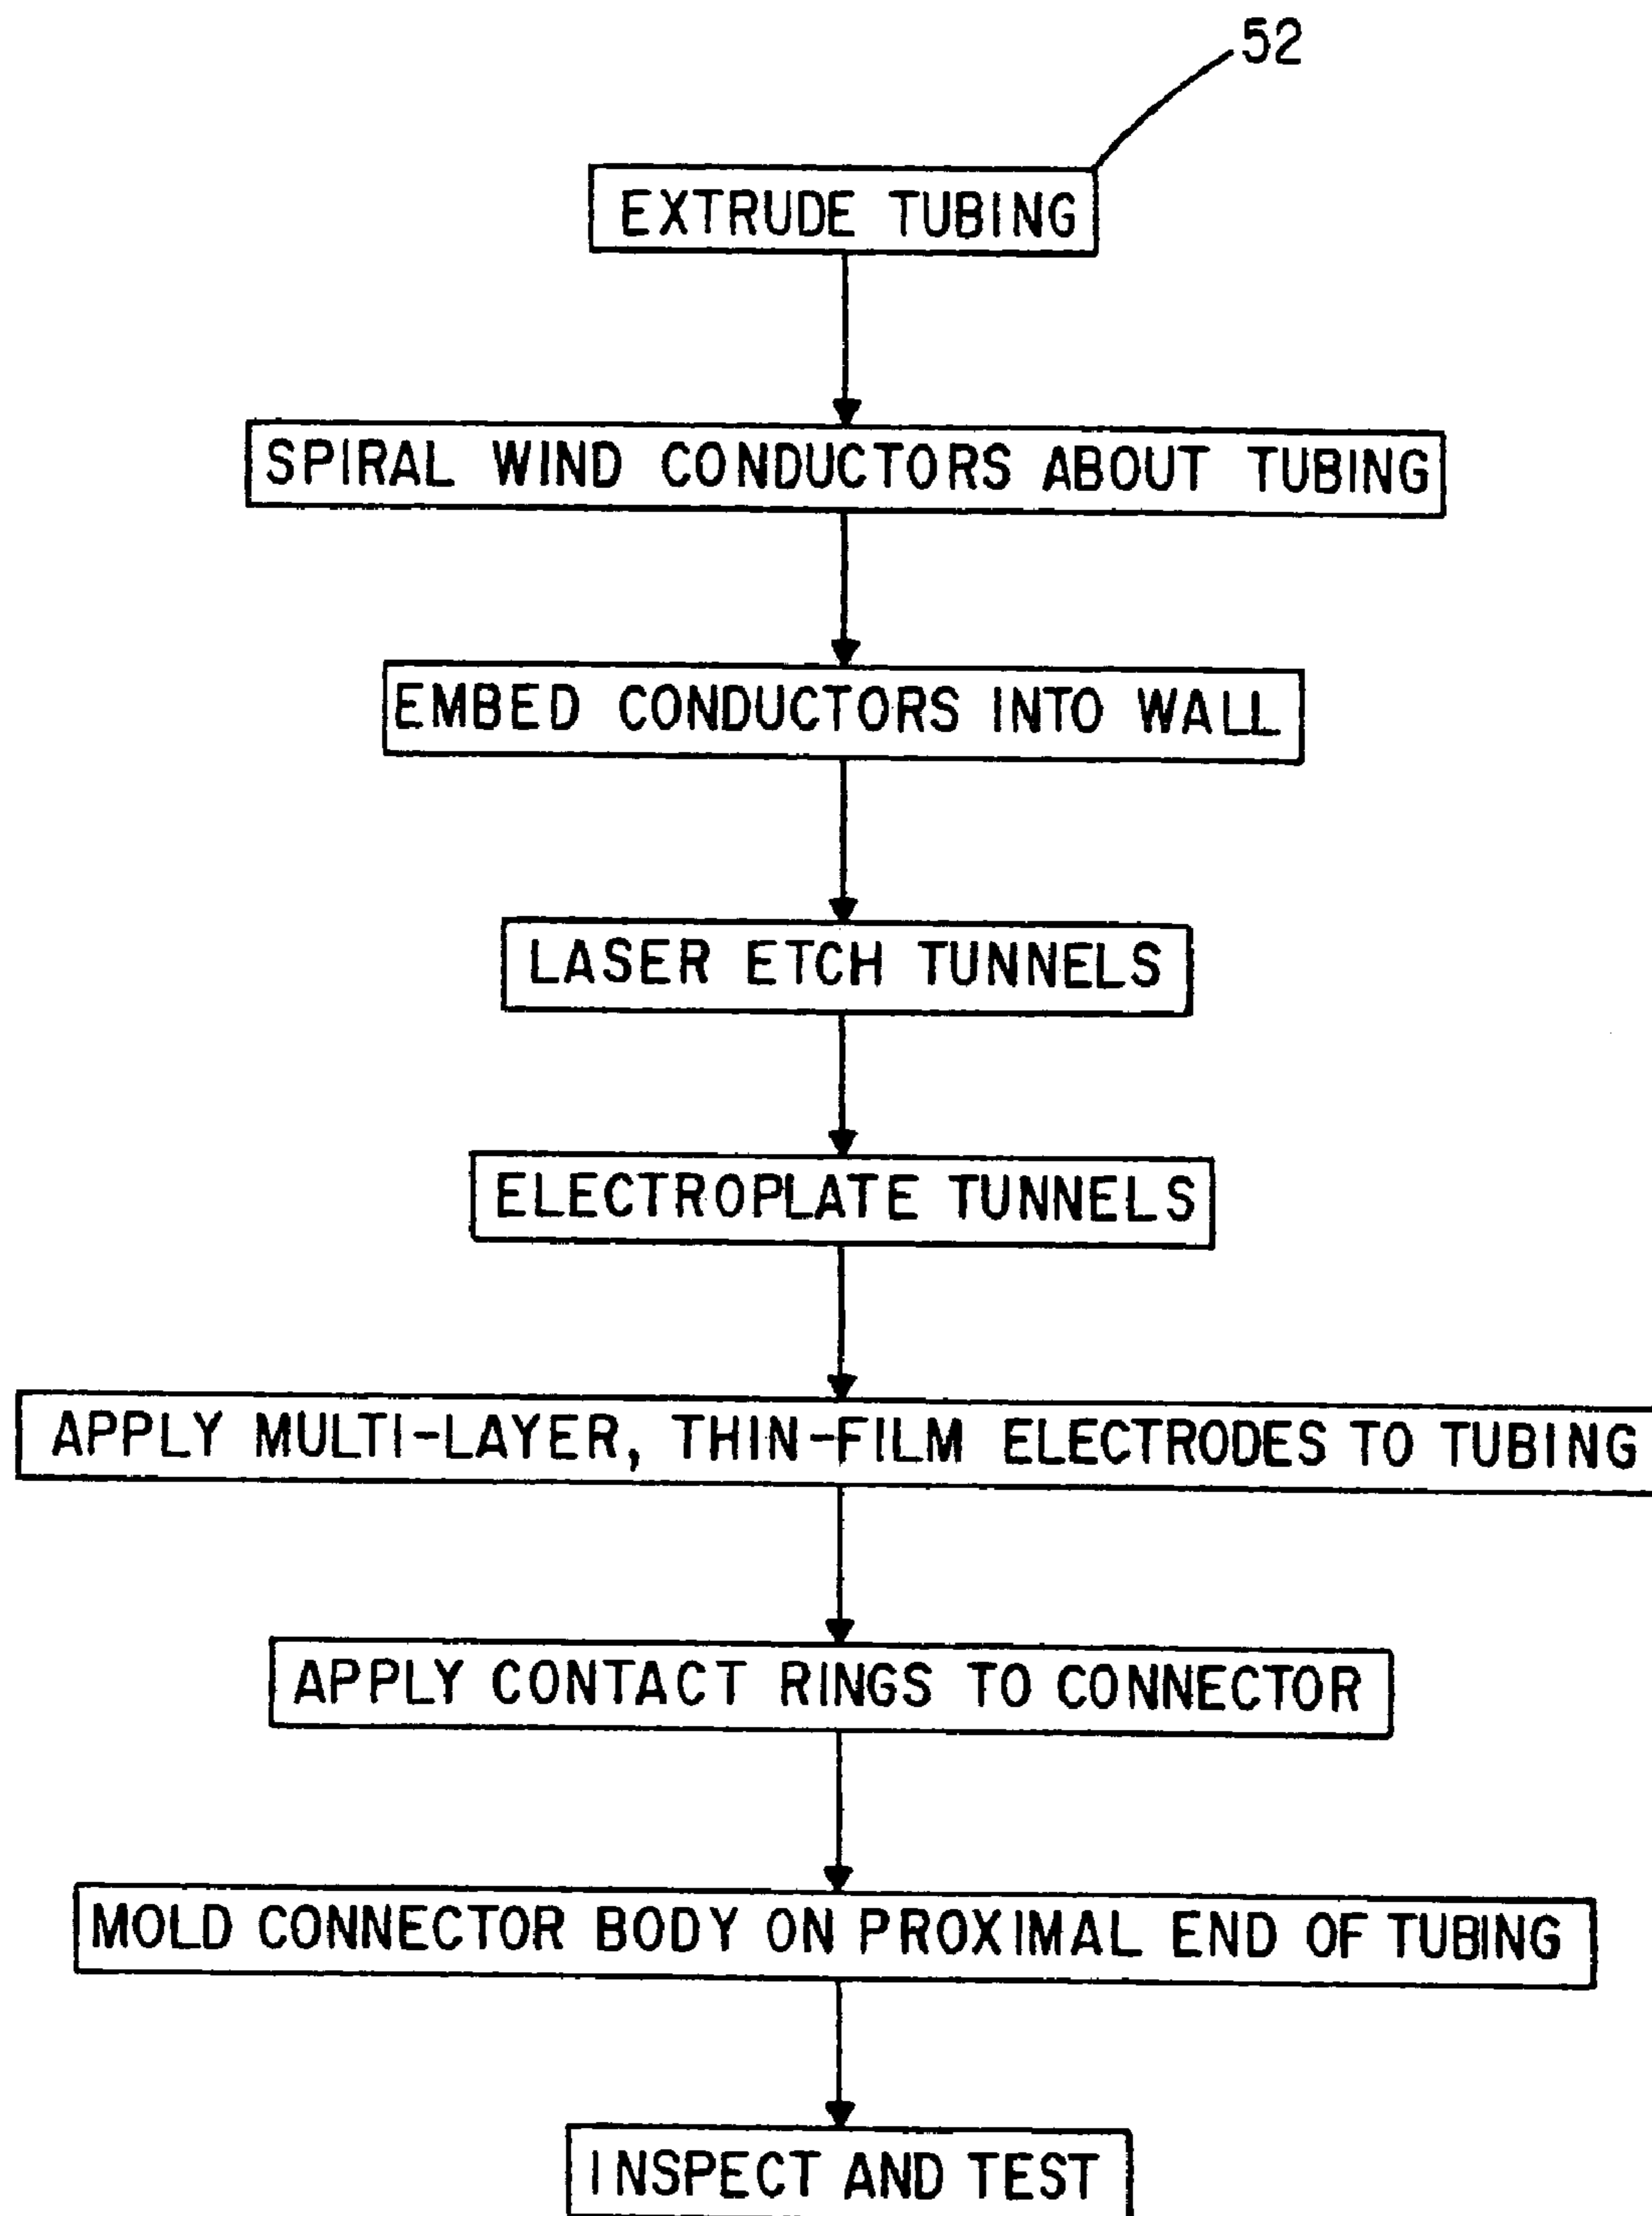 52
EXTRUDE TUBING
SPIRAL WIND CONDUCTORS ABOUT TUBING
EMBED CONDUCTORS INTO WALL
LASER ETCH TUNNELS
ELECTROPLATE TUNNELS
APPLY MULTI-LAYER, THIN-FILM ELECTRODES TO TUBING
APPLY CONTACT RINGS TO CONNECTOR
MOLD CONNECTOR BODY ON PROXIMAL END OF TUBING
INSPECT AND TEST